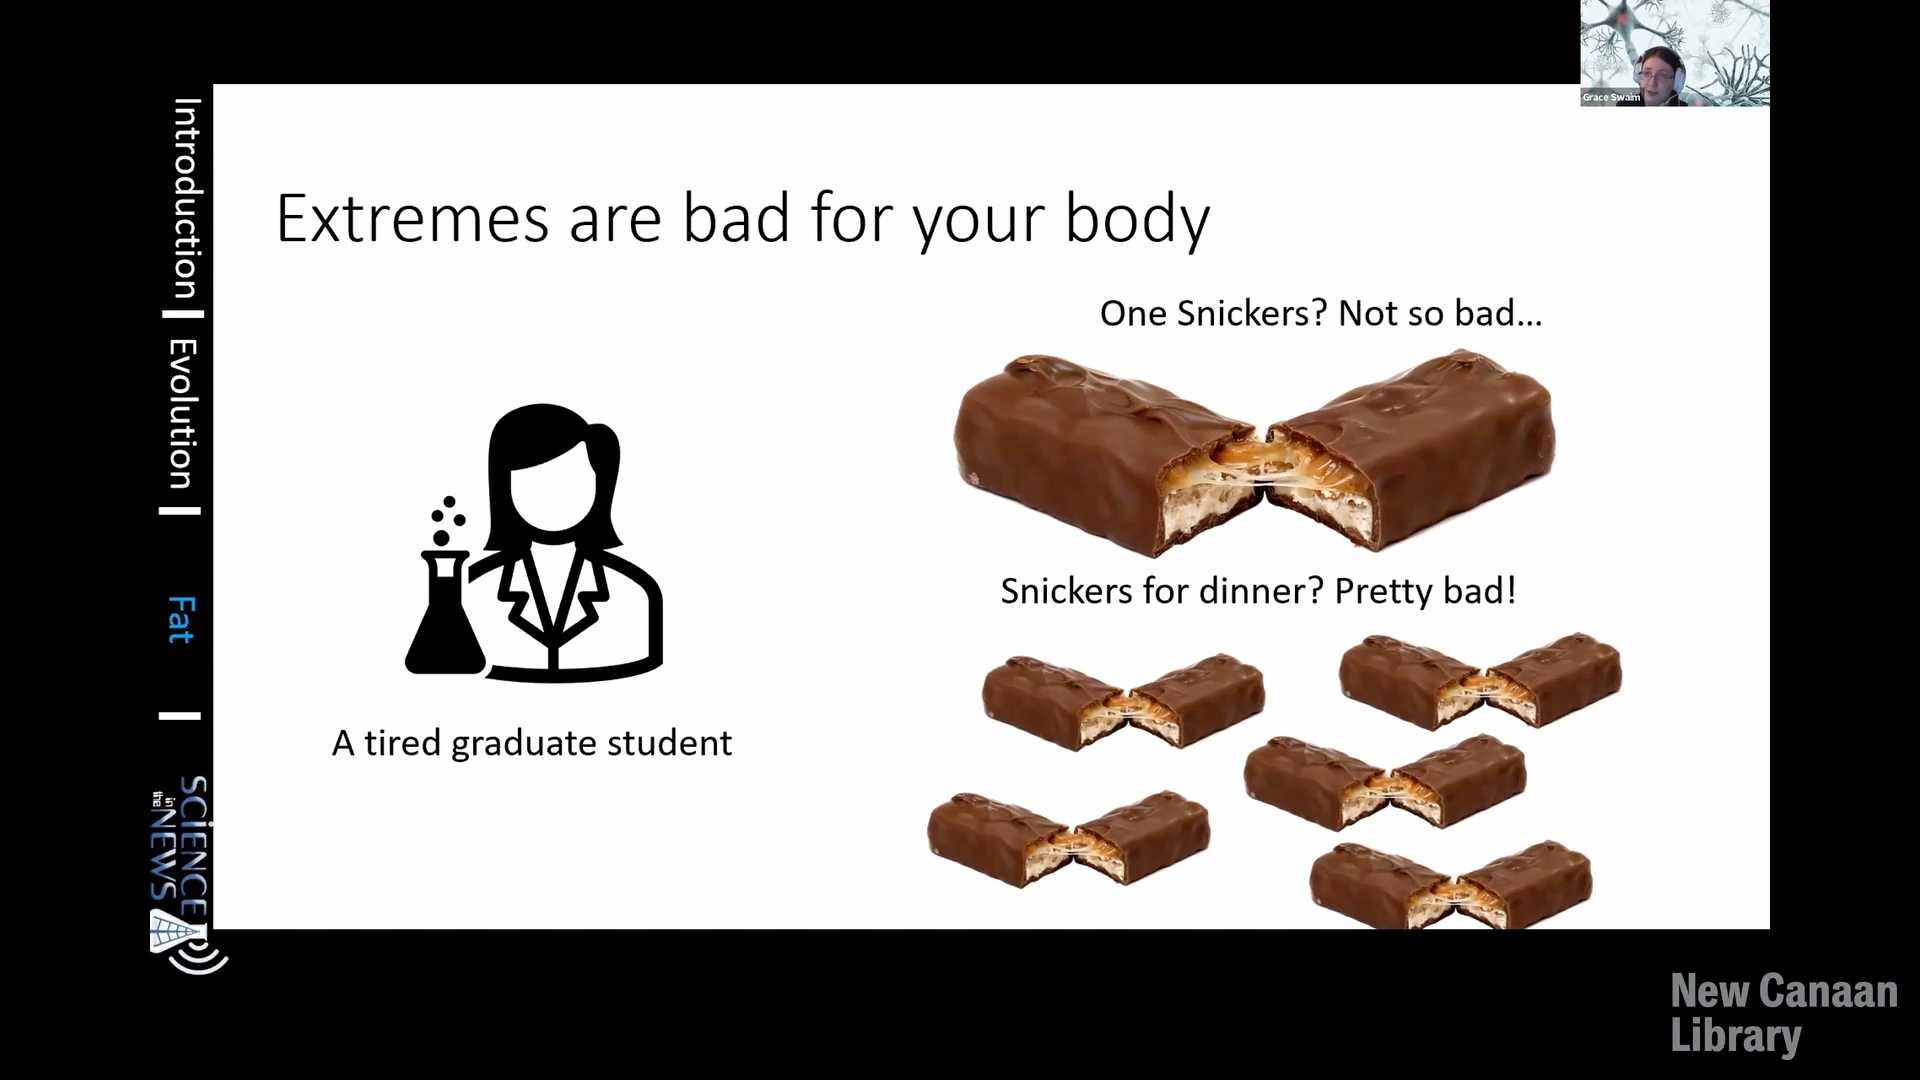 Grace Swaim
Introduction
Evolution
Fat
SCIENCE
in
the
NEWS
Extremes are bad for your body
One Snickers? Not so bad...
Snickers for dinner? Pretty bad!
A tired graduate student
New Canaan
Library